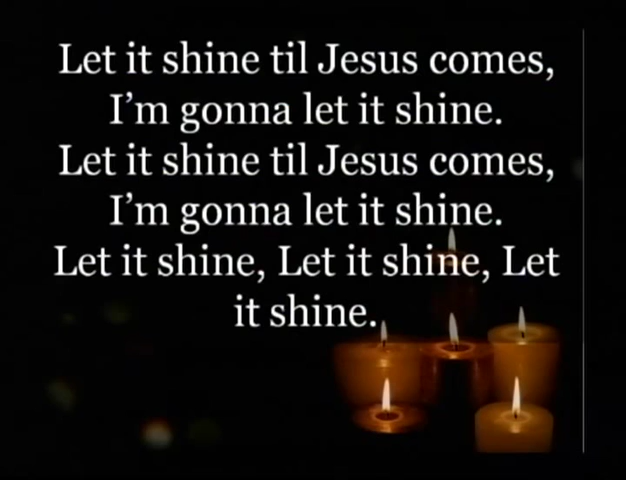 Let it shine til Jesus comes,
I’m gonna let it shine.
Let it shine til Jesus comes,
I’m gonna let it shine.
Let it shine, Let it shine, Let
it shine.